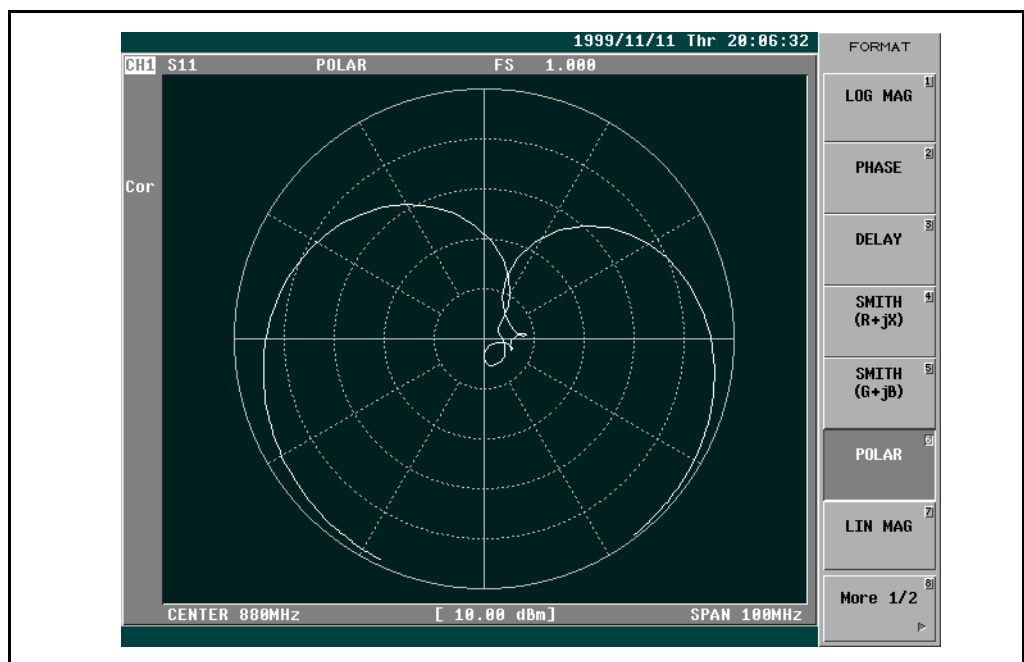 1999/11/11 Thr 20:06:32
CH1 S11 POLAR FS 1.000
Cor
CENTER 880MHz [ 10.00 dBm] SPAN 100MHz
FORMAT
1
LOG MAG
2
PHASE
3
DELAY
4
SMITH
(R+jX)
5
SMITH
(G+jB)
6
POLAR
7
LIN MAG
8
More 1/2